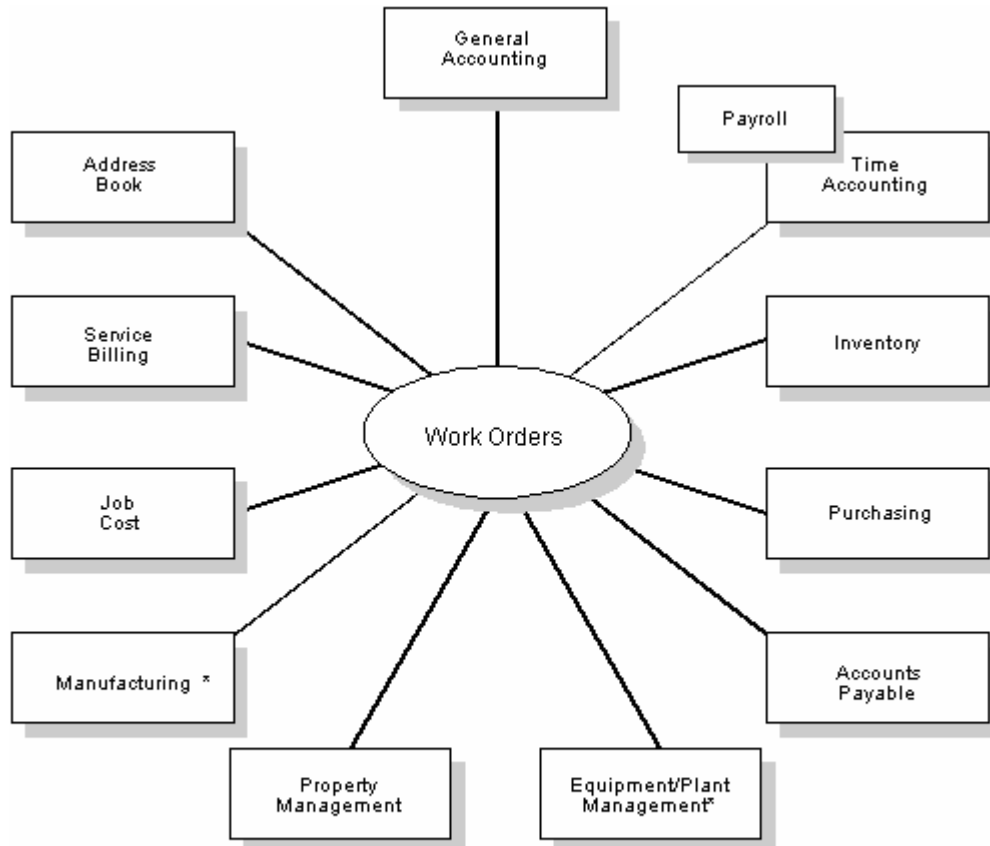 General
Accounting
Payroll
Address
Book
Time
Accounting
Service
Billing
Inventory
Work Orders
Job
Cost
Purchasing
Manufacturing *
Accounts
Payable
Property
Management
Equipment/Plant
Management*